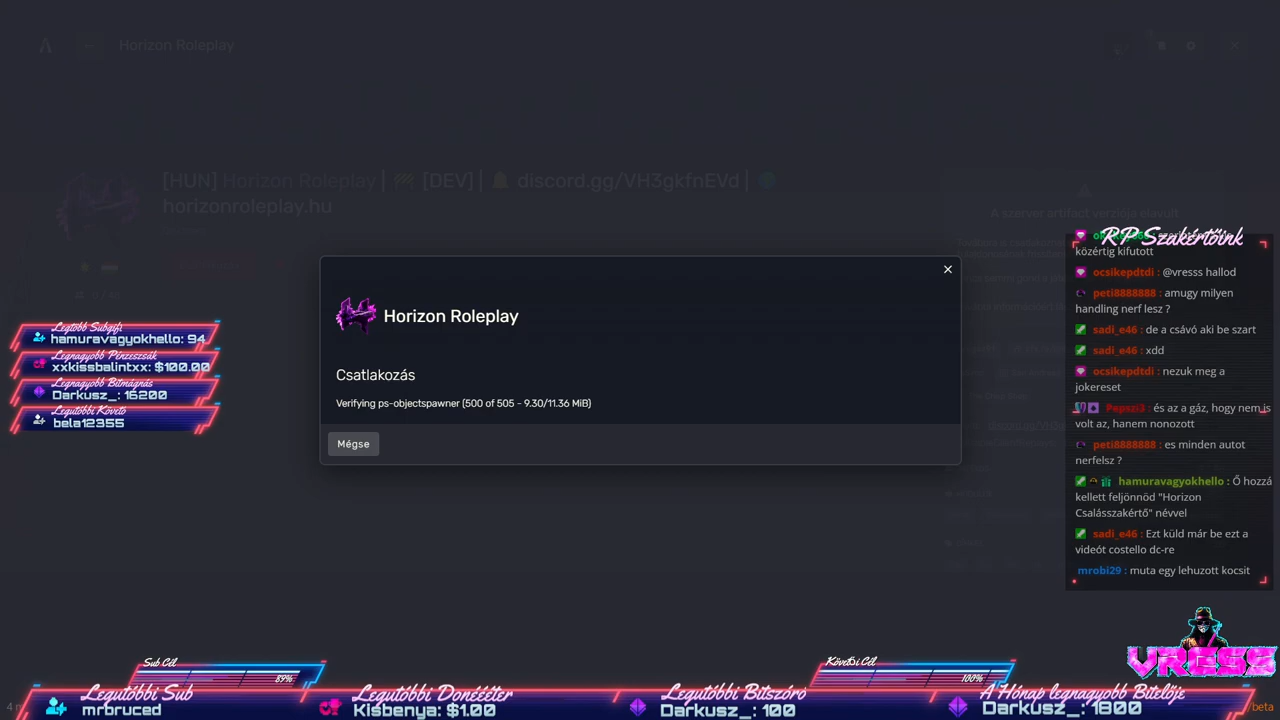 Horizon Roleplay
[HUN] Horizon Roleplay | [DEV] | discord.gg/VH3gkfnEVd |
horizonroleplay.hu
A szerver artifact verziója elavult
Horizon Roleplay
Csatlakozás
Verifying ps-objectspawner (500 of 505 - 9.30/11.36 MiB)
Mégse
Legtöbb Subgifi
hamuravagyokhello: 94
Legnagyobb Pénzeszsák
xxkissbalintxx: $100.00
Legnagyobb Bitmágnás
Darkusz_: 16200
Legutóbbi Követő
bela12355
RP Szakértőink
közértig kifutott
ocsikepdtdi : @vresss hallod
peti8888888 : amugy milyen
handling nerf lesz ?
sadi_e46 : de a csávó aki be szart
sadi_e46 : xdd
ocsikepdtdi : nezuk meg a
jokereset
Pepszi3 : és az a gáz, hogy nem is
volt az, hanem nonozott
peti8888888 : es minden autot
nerfelsz ?
hamuravagyokhello : Ő hozzá
kellett feljönnöd "Horizon
Csalásszakértő" névvel
sadi_e46 : Ezt küld már be ezt a
videót costello dc-re
mrobi29 : muta egy lehuzott kocsit
VRESS
Sub Cél
89%
Követési Cél
100%
Legutóbbi Sub
mrbruced
Legutóbbi Donéééter
Kisbenya: $1.00
Legutóbbi Bitszóró
Darkusz_: 100
A Hónap legnagyobb Bitelője
Darkusz_: 1800
beta